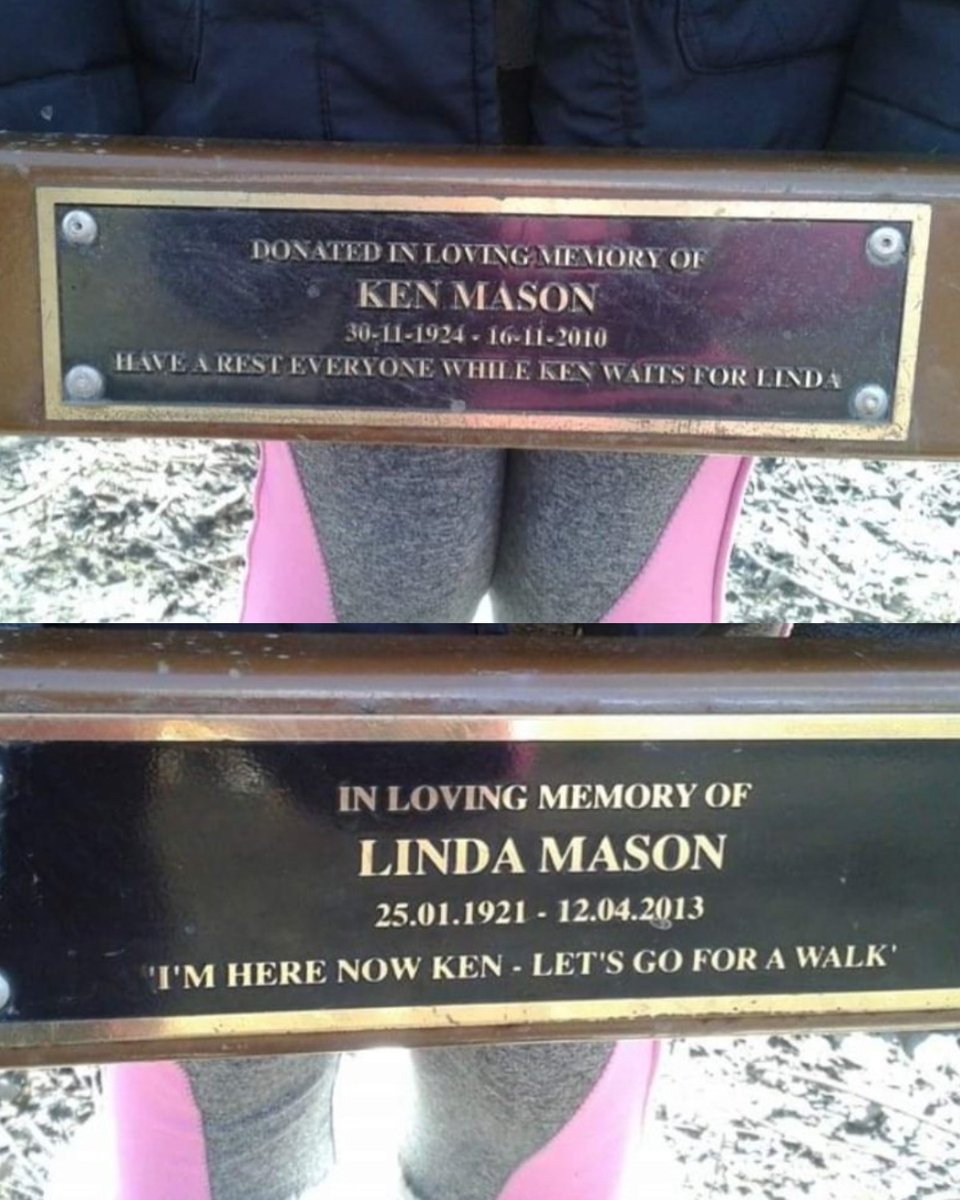 DONATED IN LOVING MEMORY OF
KEN MASON
30-11-1924 - 16-11-2010
HAVE A REST EVERYONE WHILE KEN WAITS FOR LINDA
IN LOVING MEMORY OF
LINDA MASON
25.01.1921 - 12.04.2013
"I'M HERE NOW KEN - LET'S GO FOR A WALK'